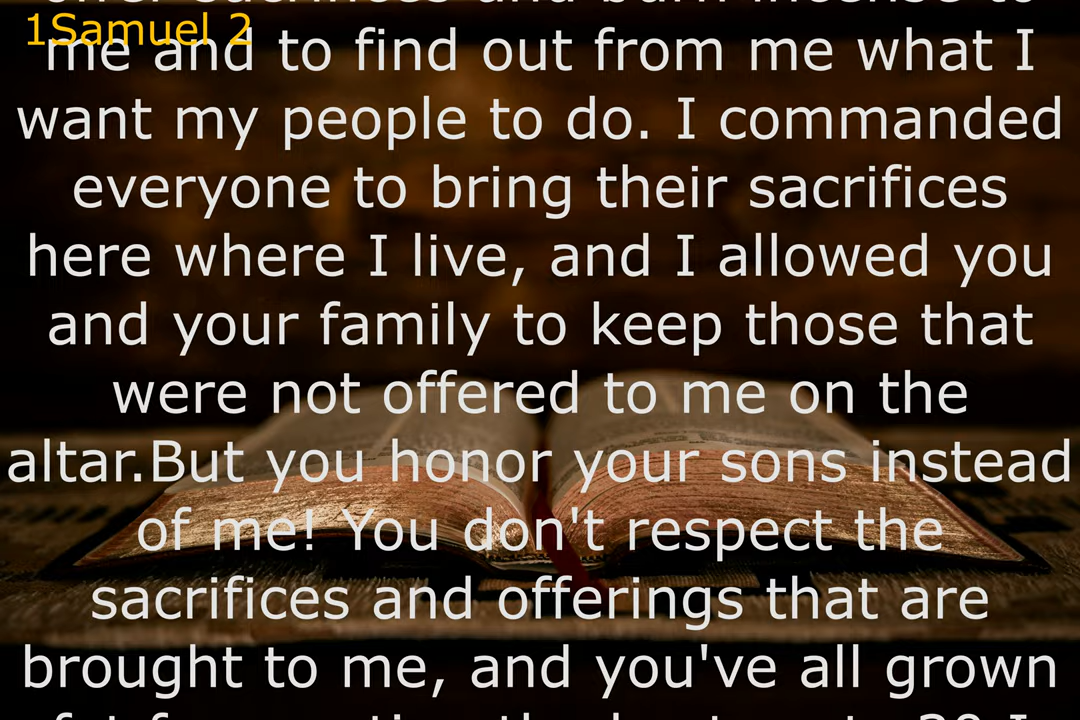 1Samuel 2
me and to find out from me what I
want my people to do. I commanded
everyone to bring their sacrifices
here where I live, and I allowed you
and your family to keep those that
were not offered to me on the
altar.But you honor your sons instead
of me! You don't respect the
sacrifices and offerings that are
brought to me, and you've all grown